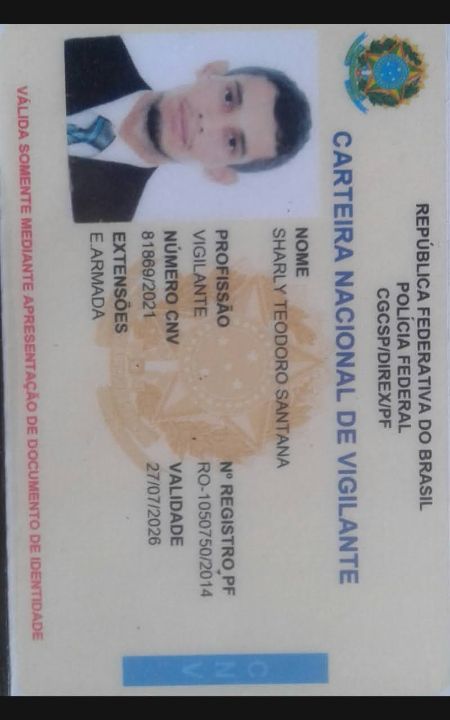 REPÚBLICA FEDERATIVA DO BRASIL
POLÍCIA FEDERAL
CGCSP/DIREX/PF
CARTEIRA NACIONAL DE VIGILANTE
NOME
SHARLY TEODORO SANTANA
PROFISSÃO
VIGILANTE
Nº REGISTRO PF
RO-1050750/2014
NÚMERO CNV
81869/2021
VALIDADE
27/07/2026
EXTENSÕES
E.ARMADA
VÁLIDA SOMENTE MEDIANTE APRESENTAÇÃO DE DOCUMENTO DE IDENTIDADE
CNV